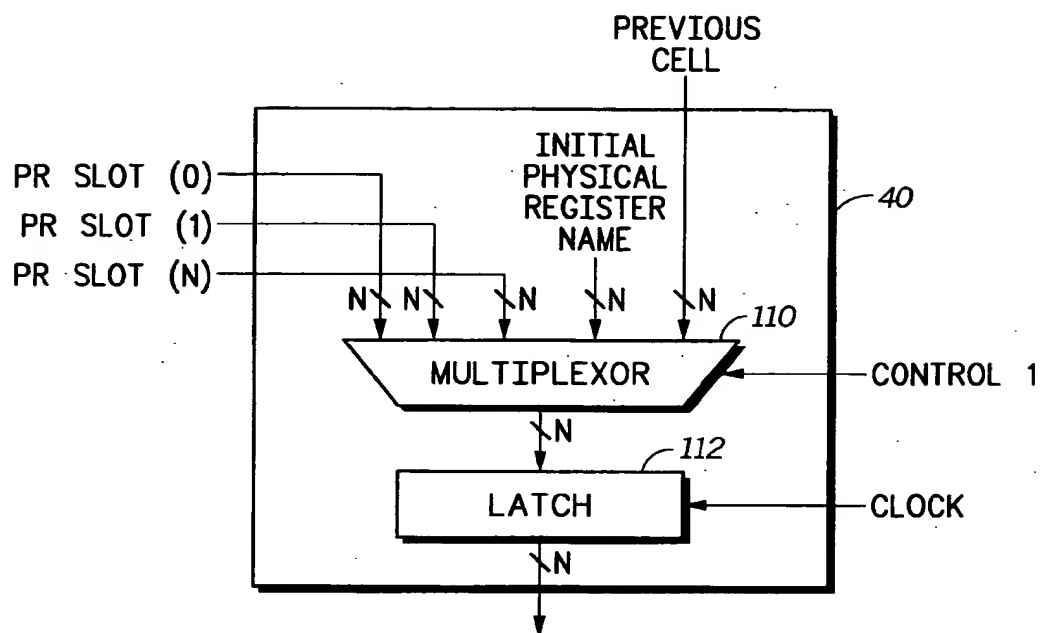 PREVIOUS
CELL
INITIAL
PHYSICAL
REGISTER
NAME
PR SLOT (0)
PR SLOT (1)
PR SLOT (N)
40
N
N
N
N
N
110
MULTIPLEXOR
CONTROL 1
N
112
LATCH
CLOCK
N